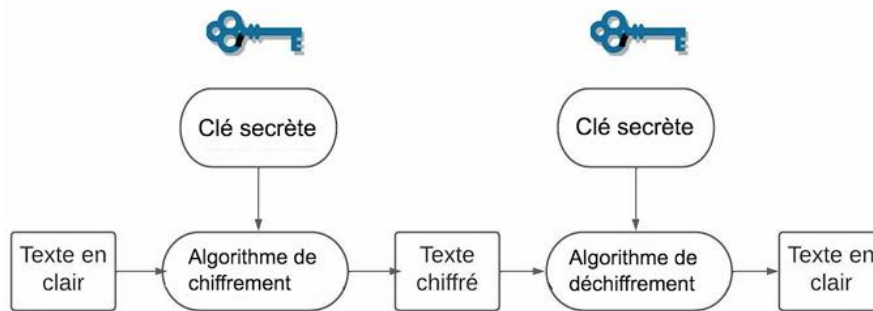 Clé secrète
Clé secrète
Texte en
clair
Algorithme de
chiffrement
Texte
chiffré
Algorithme de
déchiffrement
Texte en
clair